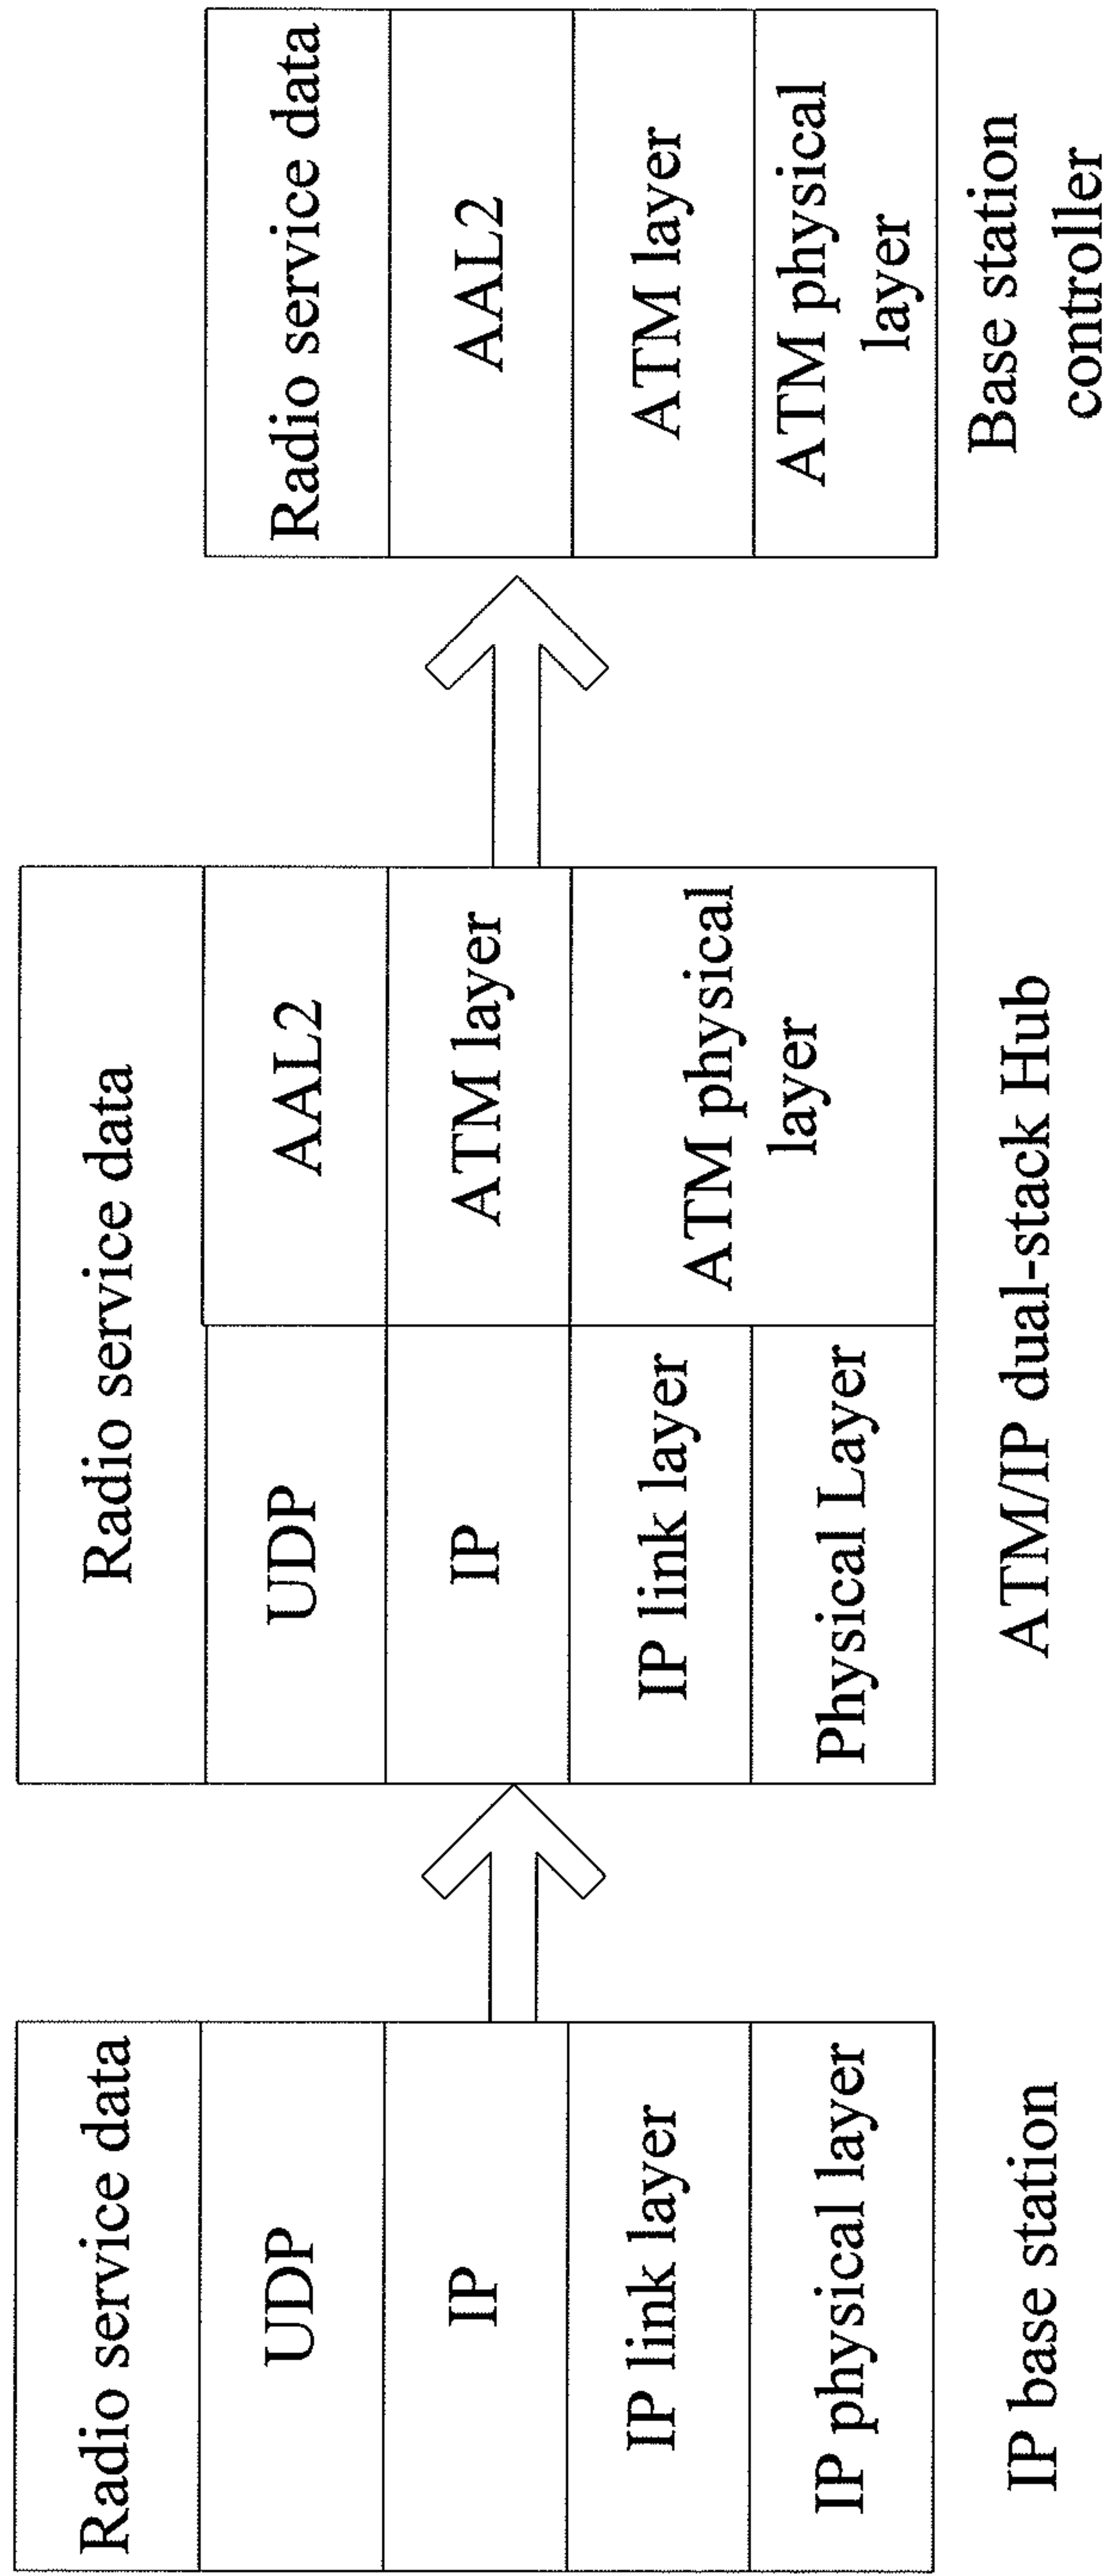 Radio service data
UDP
IP
IP link layer
IP physical layer
IP base station
Radio service data
UDP
IP
IP link layer
Physical Layer
AAL2
ATM layer
ATM physical
layer
ATM/IP dual-stack Hub
Radio service data
AAL2
ATM layer
ATM physical
layer
Base station
controller